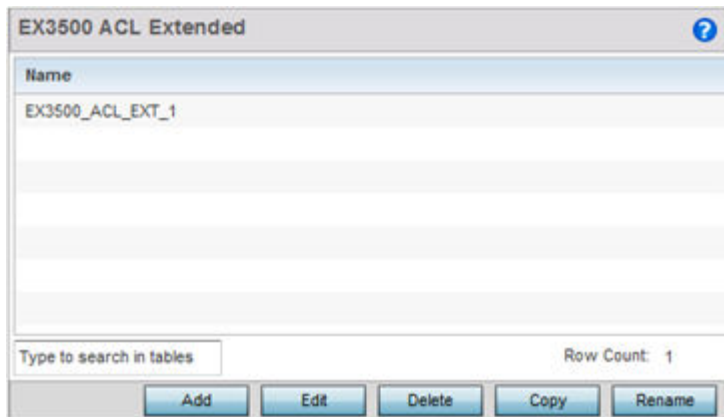 EX3500 ACL Extended
?
Name
EX3500_ACL_EXT_1
Type to search in tables
Row Count: 1
Add Edit Delete Copy Rename